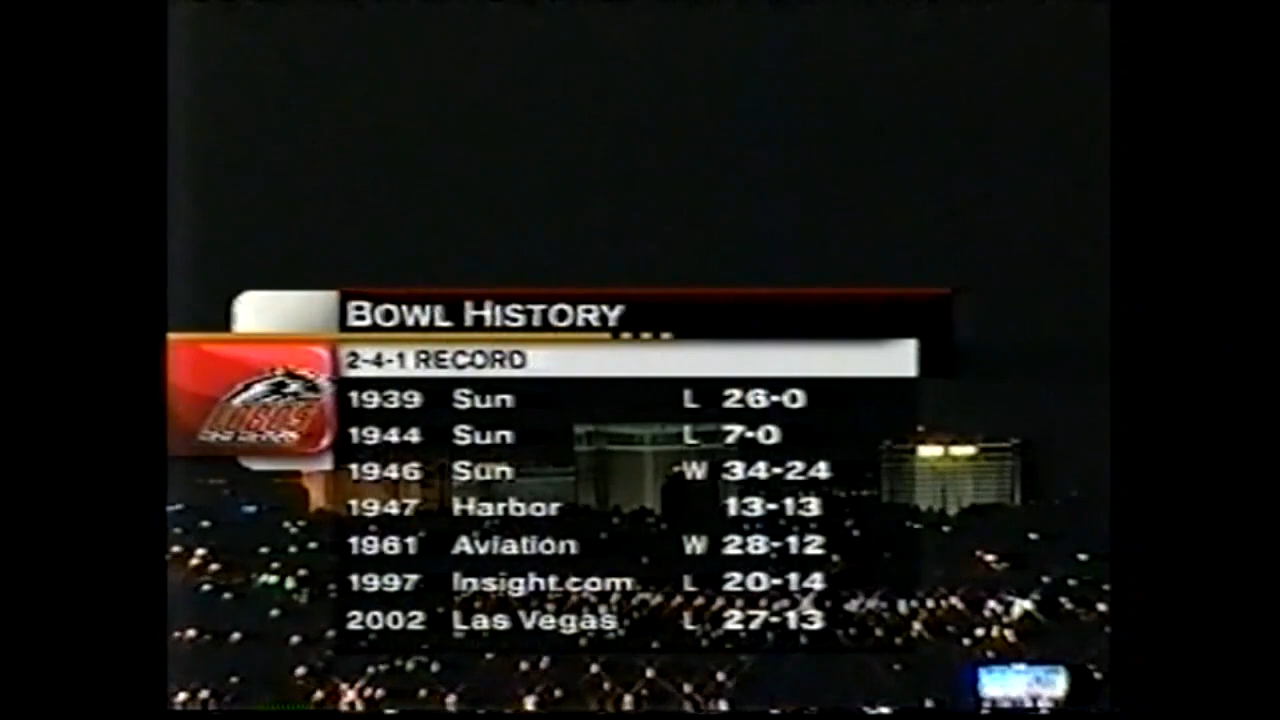 BOWL HISTORY
2-4-1 RECORD
LOBOS
1939 Sun L 26-0
1944 Sun L 7-0
1946 Sun W 34-24
1947 Harbor 13-13
1961 Aviation W 28-12
1997 Insight.com L 20-14
2002 Las Vegas L 27-13